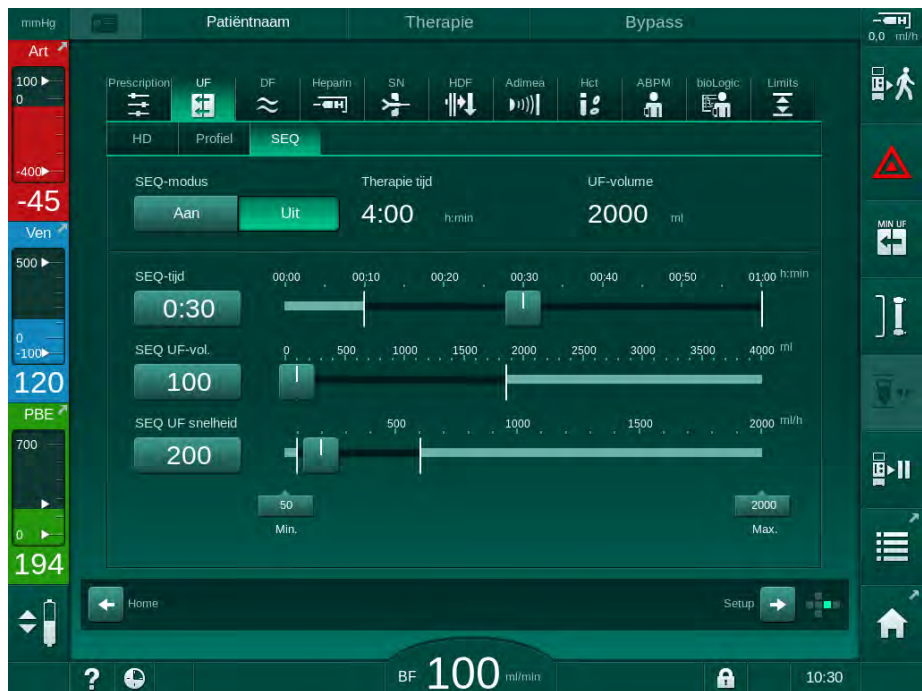 mmHg Patiëntnaam Therapie Bypass
0,0 ml/h
Art
100
0
-400
-45
Ven
500
0
-100
120
PBE
700
0
194
Prescription UF DF Heparin SN HDF Adimea Hct ABPM bioLogic Limits
HD Profiel SEQ
SEQ-modus Therapie tijd UF-volume
Aan Uit 4:00 h:min 2000 ml
SEQ-tijd 00:00 00:10 00:20 00:30 00:40 00:50 01:00 h:min
0:30
SEQ UF-vol. 0 500 1000 1500 2000 2500 3000 3500 4000 ml
100
SEQ UF snelheid 500 1000 1500 2000 ml/h
200
50 2000
Min. Max.
Home Setup
MIN UF
? BF 100 ml/min 10:30